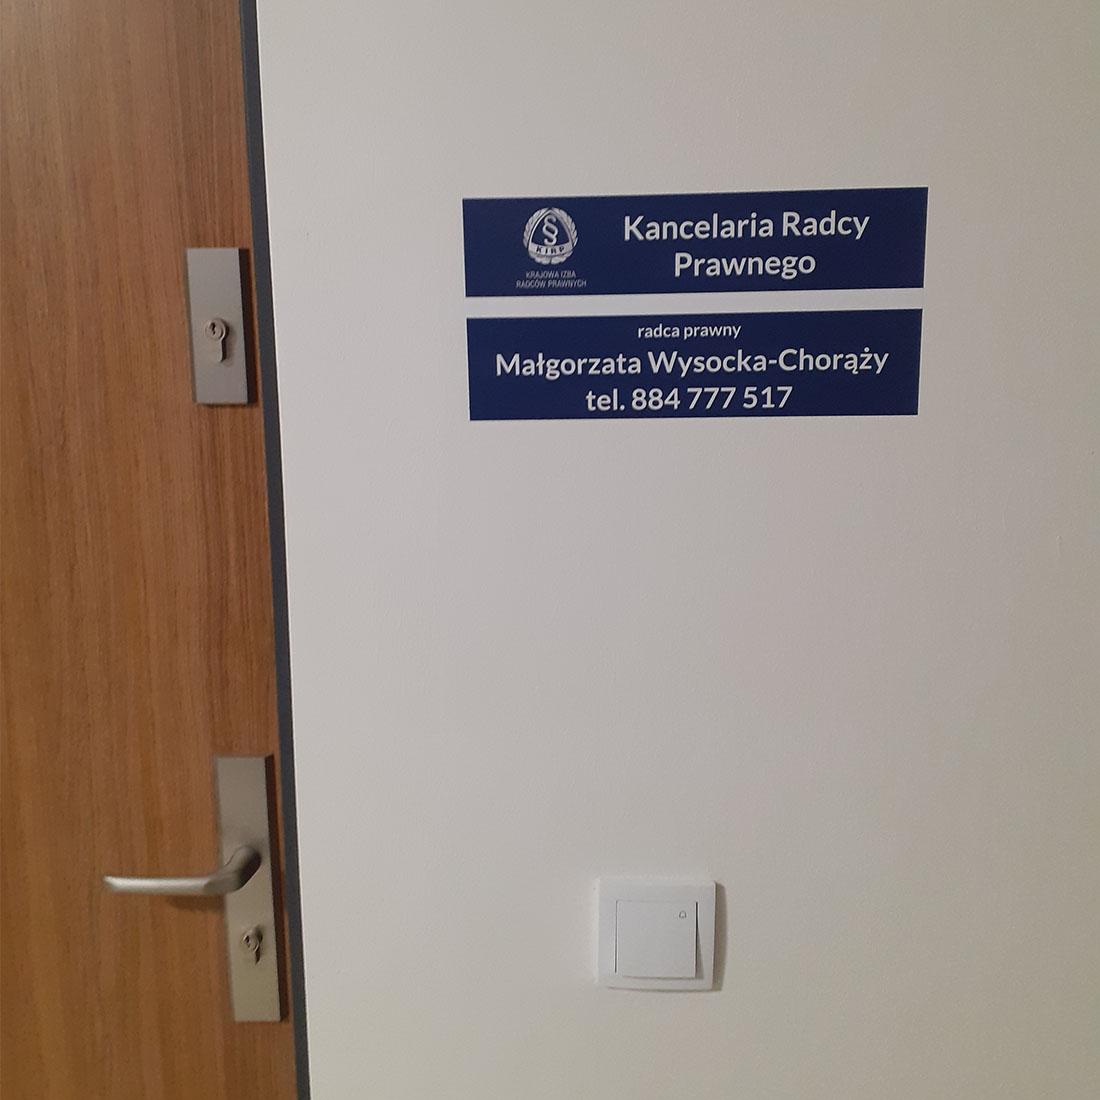 Kancelaria Radcy
Prawnego
KIRP
KRAJOWA IZBA
RADCÓW PRAWNYCH
radca prawny
Małgorzata Wysocka-Chorąży
tel. 884 777 517